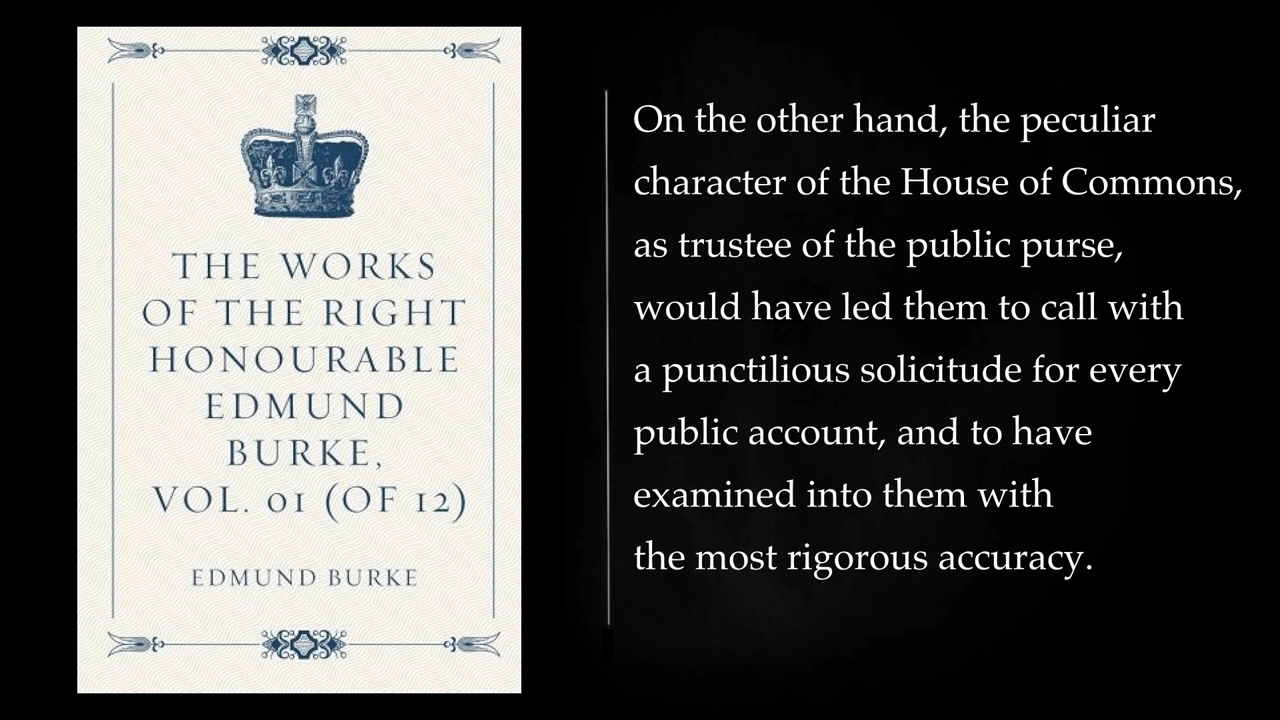 THE WORKS
OF THE RIGHT
HONOURABLE
EDMUND
BURKE,
VOL. 01 (OF 12)
EDMUND BURKE
On the other hand, the peculiar
character of the House of Commons,
as trustee of the public purse,
would have led them to call with
a punctilious solicitude for every
public account, and to have
examined into them with
the most rigorous accuracy.